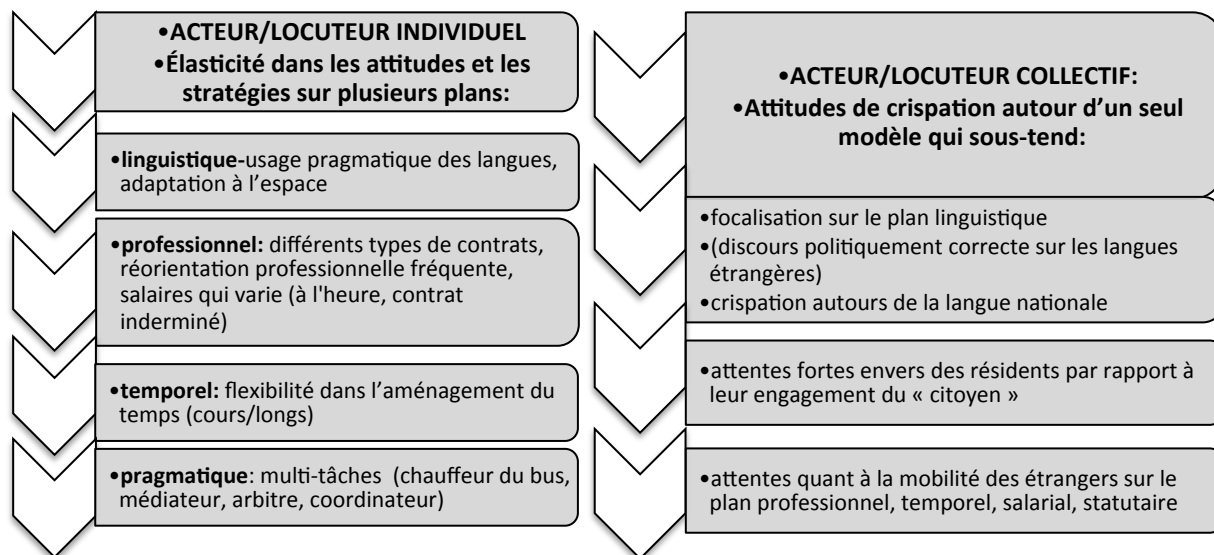 •ACTEUR/LOCUTEUR INDIVIDUEL
•Élasticité dans les attitudes et les
stratégies sur plusieurs plans:
•linguistique-usage pragmatique des langues,
adaptation à l’espace
•professionnel: différents types de contrats,
réorientation professionnelle fréquente,
salaires qui varie (à l'heure, contrat
inderminé)
•temporel: flexibilité dans l’aménagement du
temps (cours/longs)
•pragmatique: multi-tâches (chauffeur du bus,
médiateur, arbitre, coordinateur)
•ACTEUR/LOCUTEUR COLLECTIF:
•Attitudes de crispation autour d’un seul
modèle qui sous-tend:
•focalisation sur le plan linguistique
•(discours politiquement correcte sur les langues
étrangères)
•crispation autours de la langue nationale
•attentes fortes envers des résidents par rapport à
leur engagement du « citoyen »
•attentes quant à la mobilité des étrangers sur le
plan professionnel, temporel, salarial, statutaire